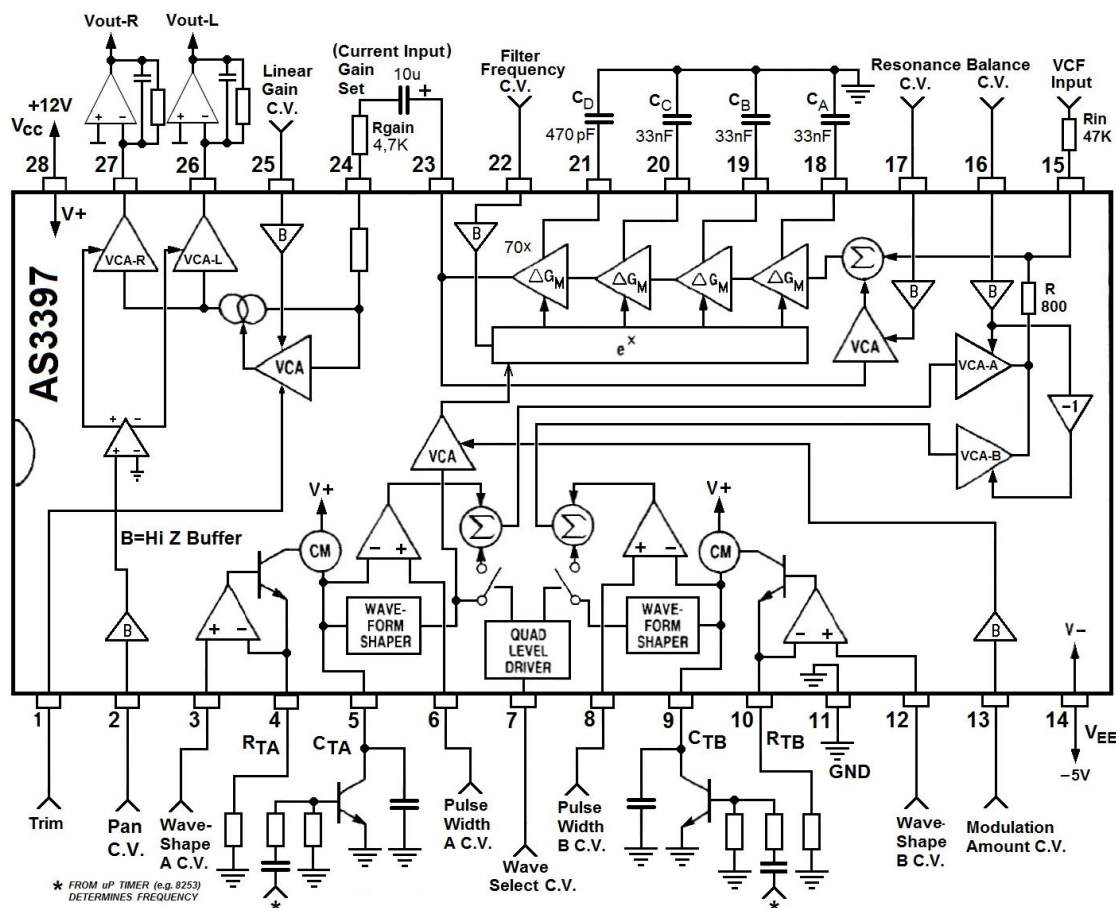 Vout-R
Vout-L
(Current Input)
Gain
Set
10u
+
Linear
Gain
C.V.
Filter
Frequency
C.V.
CD
CC
CB
CA
470 pF
33nF
33nF
33nF
Resonance
C.V.
Balance
C.V.
VCF
Input
Rin
47K
+12V
VCC
Rgain
4,7K
+ −
+ −
28
27
26
25
24
23
22
21
20
19
18
17
16
15
V+
B
B
B
B
VCA-R
VCA-L
70x
△GM
△GM
△GM
△GM
Σ
R
800
VCA
e^x
VCA
VCA-A
−1
VCA-B
AS3397
+ −
+ −
VCA
V+
V+
Σ
Σ
B=Hi Z Buffer
CM
CM
− +
+ −
B
+ −
WAVE-
FORM
SHAPER
QUAD
LEVEL
DRIVER
WAVE-
FORM
SHAPER
− +
B
V−
1
2
3
4
5
6
7
8
9
10
11
12
13
14
RTA
CTA
CTB
RTB
GND
VEE
−5V
Trim
Pan
C.V.
Wave-
Shape
A C.V.
Pulse
Width
A C.V.
Wave
Select C.V.
Pulse
Width
B C.V.
Wave-
Shape
B C.V.
Modulation
Amount C.V.
* FROM uP TIMER (e.g. 8253)
DETERMINES FREQUENCY
*
*